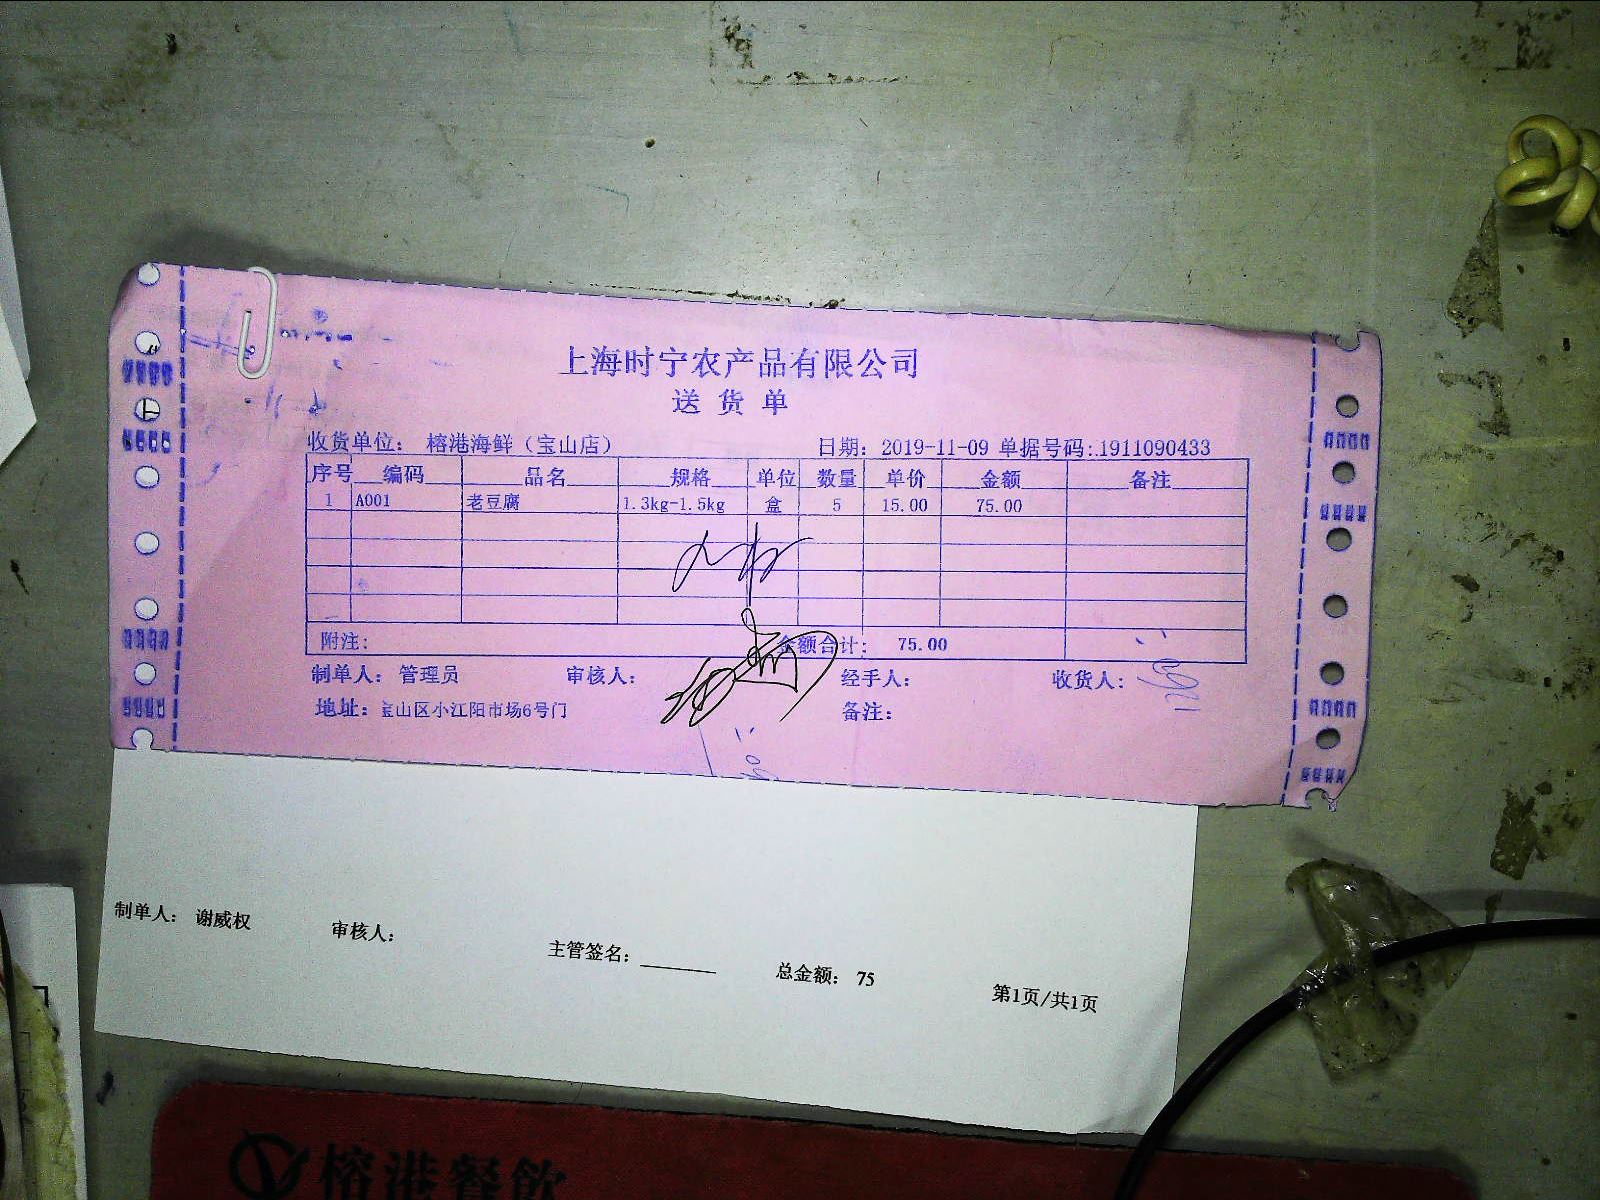 上海时宁农产品有限公司
送 货 单
收货单位： 榕港海鲜（宝山店） 日期：2019-11-09 单据号码:.1911090433
序号 编码 品名 规格 单位 数量 单价 金额 备注
1 A001 老豆腐 1.3kg-1.5kg 盒 5 15.00 75.00
附注: 金额合计: 75.00
制单人：管理员 审核人: 经手人: 收货人:
地址：宝山区小江阳市场6号门 备注:
制单人： 谢威权 审核人: 主管签名: 总金额: 75 第1页/共1页
榕港餐飲